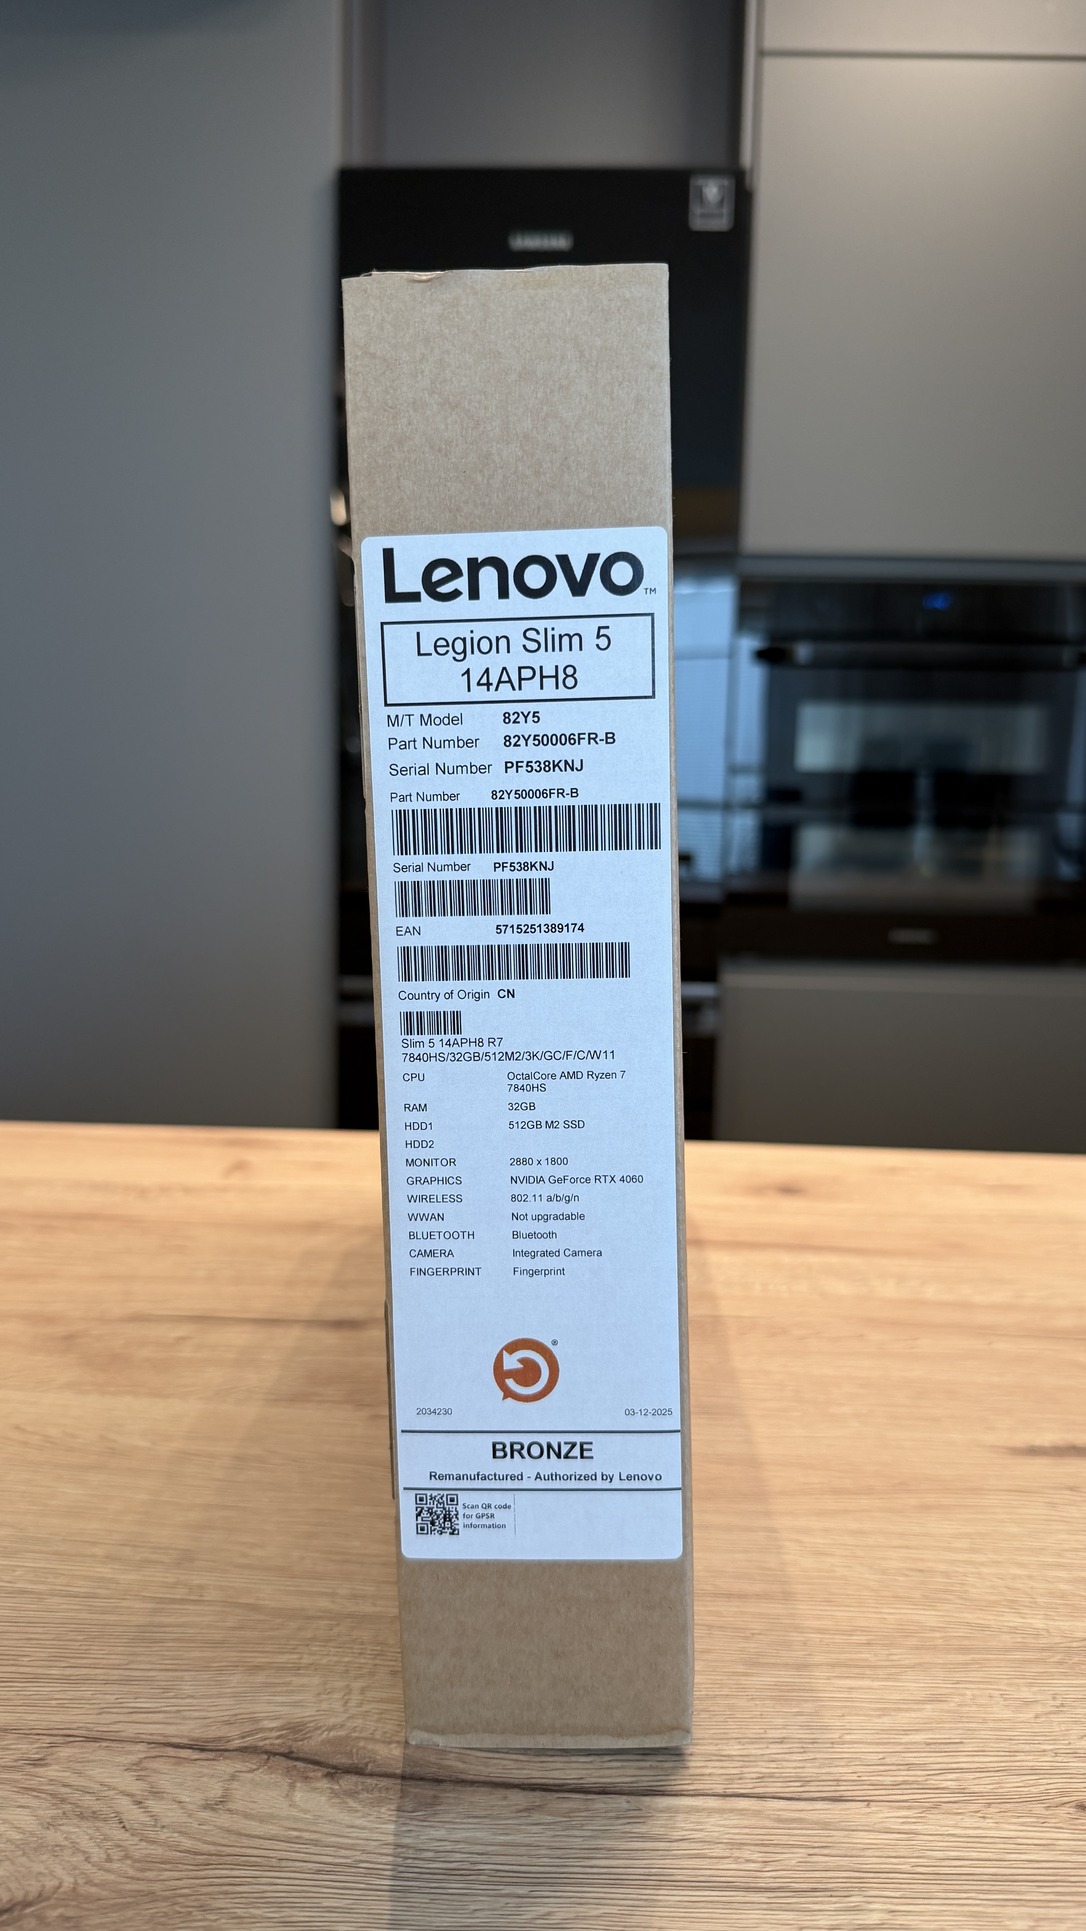 Lenovo™
Legion Slim 5
14APH8
M/T Model 82Y5
Part Number 82Y50006FR-B
Serial Number PF538KNJ
Part Number 82Y50006FR-B
Serial Number PF538KNJ
EAN 5715251389174
Country of Origin CN
Slim 5 14APH8 R7
7840HS/32GB/512M2/3K/GC/F/C/W11
CPU OctalCore AMD Ryzen 7
7840HS
RAM 32GB
HDD1 512GB M2 SSD
HDD2
MONITOR 2880 x 1800
GRAPHICS NVIDIA GeForce RTX 4060
WIRELESS 802.11 a/b/g/n
WWAN Not upgradable
BLUETOOTH Bluetooth
CAMERA Integrated Camera
FINGERPRINT Fingerprint
®
2034230 03-12-2025
BRONZE
Remanufactured - Authorized by Lenovo
Scan QR code
for GPSR
information